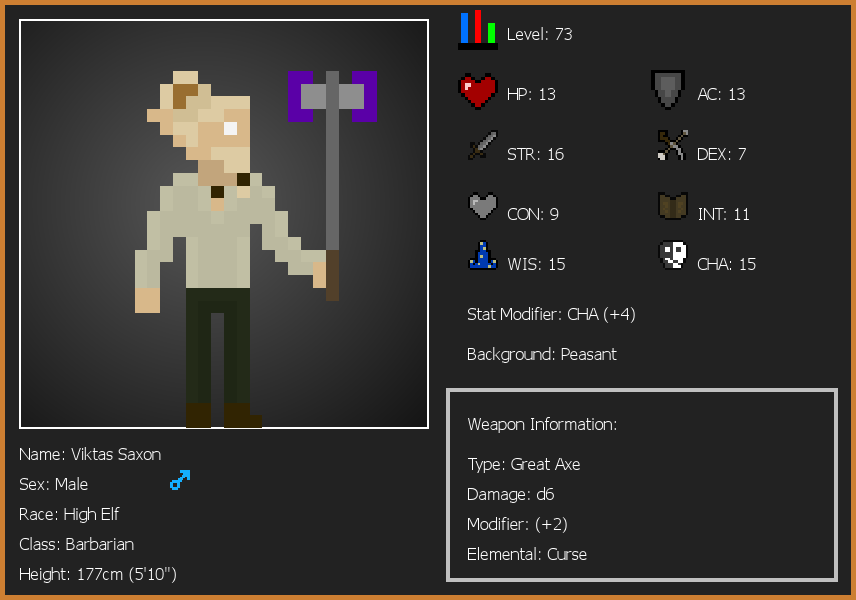 Level: 73
HP: 13
AC: 13
STR: 16
DEX: 7
CON: 9
INT: 11
WIS: 15
CHA: 15
Stat Modifier: CHA (+4)
Background: Peasant
Weapon Information:
Type: Great Axe
Damage: d6
Modifier: (+2)
Elemental: Curse
Name: Viktas Saxon
Sex: Male
Race: High Elf
Class: Barbarian
Height: 177cm (5'10")